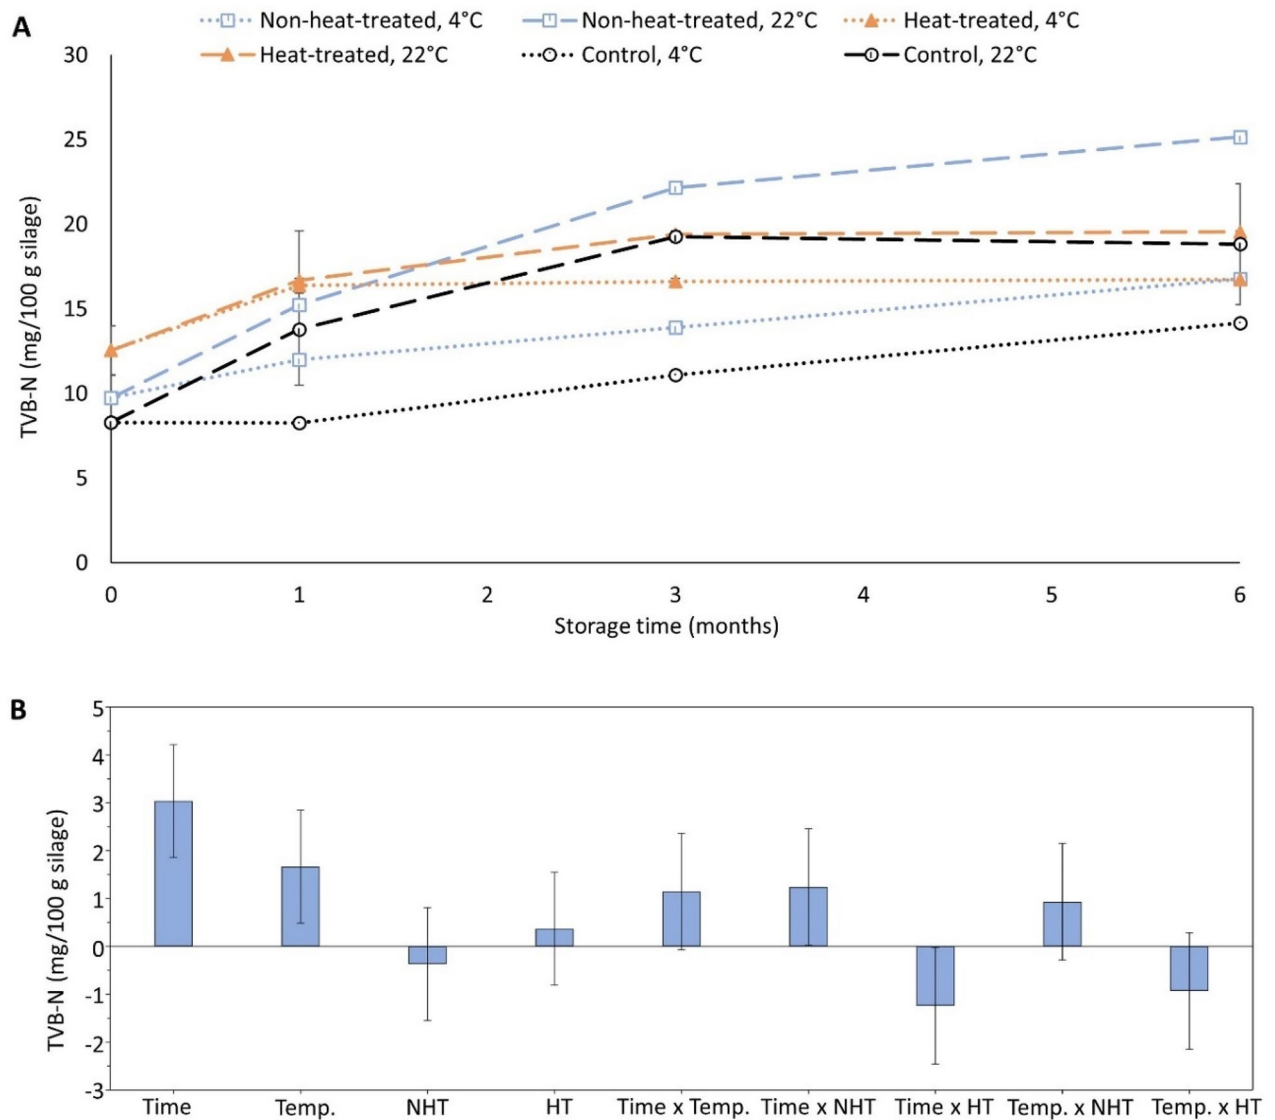 A
Non-heat-treated, 4°C Non-heat-treated, 22°C Heat-treated, 4°C
Heat-treated, 22°C Control, 4°C Control, 22°C
30
25
20
15
10
5
0
TVB-N (mg/100 g silage)
0 1 2 3 4 5 6
Storage time (months)
B
5
4
3
2
1
0
-1
-2
-3
TVB-N (mg/100 g silage)
Time Temp. NHT HT Time x Temp. Time x NHT Time x HT Temp. x NHT Temp. x HT